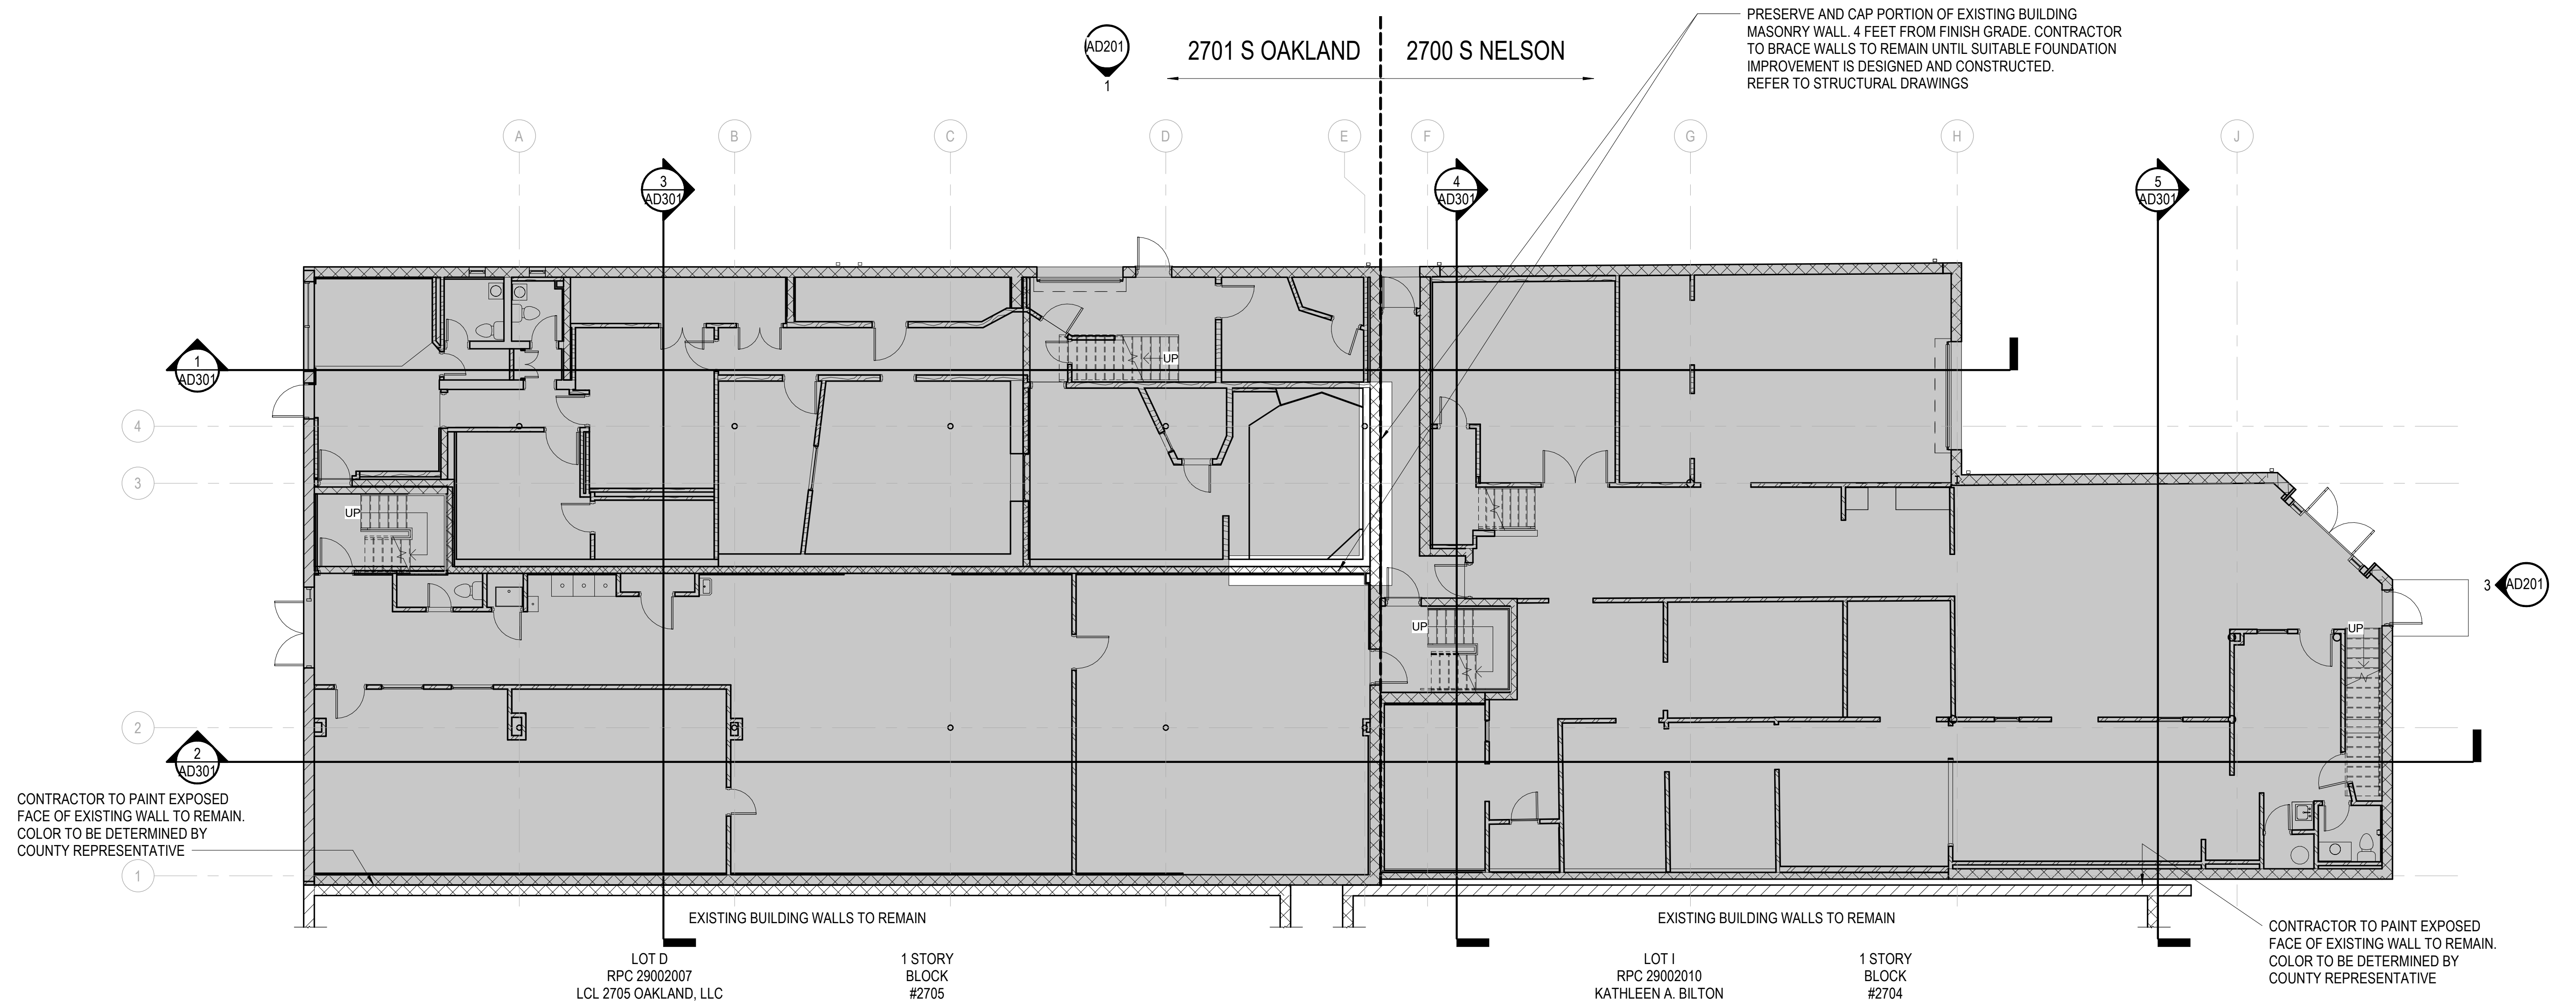 PRESERVE AND CAP PORTION OF EXISTING BUILDING
MASONRY WALL. 4 FEET FROM FINISH GRADE. CONTRACTOR
TO BRACE WALLS TO REMAIN UNTIL SUITABLE FOUNDATION
IMPROVEMENT IS DESIGNED AND CONSTRUCTED.
REFER TO STRUCTURAL DRAWINGS
AD201
1
2701 S OAKLAND
2700 S NELSON
A
B
C
D
E
F
G
H
J
3
AD301
4
AD301
5
AD301
1
AD301
UP
4
3
UP
3
AD201
UP
UP
2
2
AD301
CONTRACTOR TO PAINT EXPOSED
FACE OF EXISTING WALL TO REMAIN.
COLOR TO BE DETERMINED BY
COUNTY REPRESENTATIVE
1
EXISTING BUILDING WALLS TO REMAIN
EXISTING BUILDING WALLS TO REMAIN
CONTRACTOR TO PAINT EXPOSED
FACE OF EXISTING WALL TO REMAIN.
COLOR TO BE DETERMINED BY
COUNTY REPRESENTATIVE
LOT D
RPC 29002007
LCL 2705 OAKLAND, LLC
1 STORY
BLOCK
#2705
LOT I
RPC 29002010
KATHLEEN A. BILTON
1 STORY
BLOCK
#2704